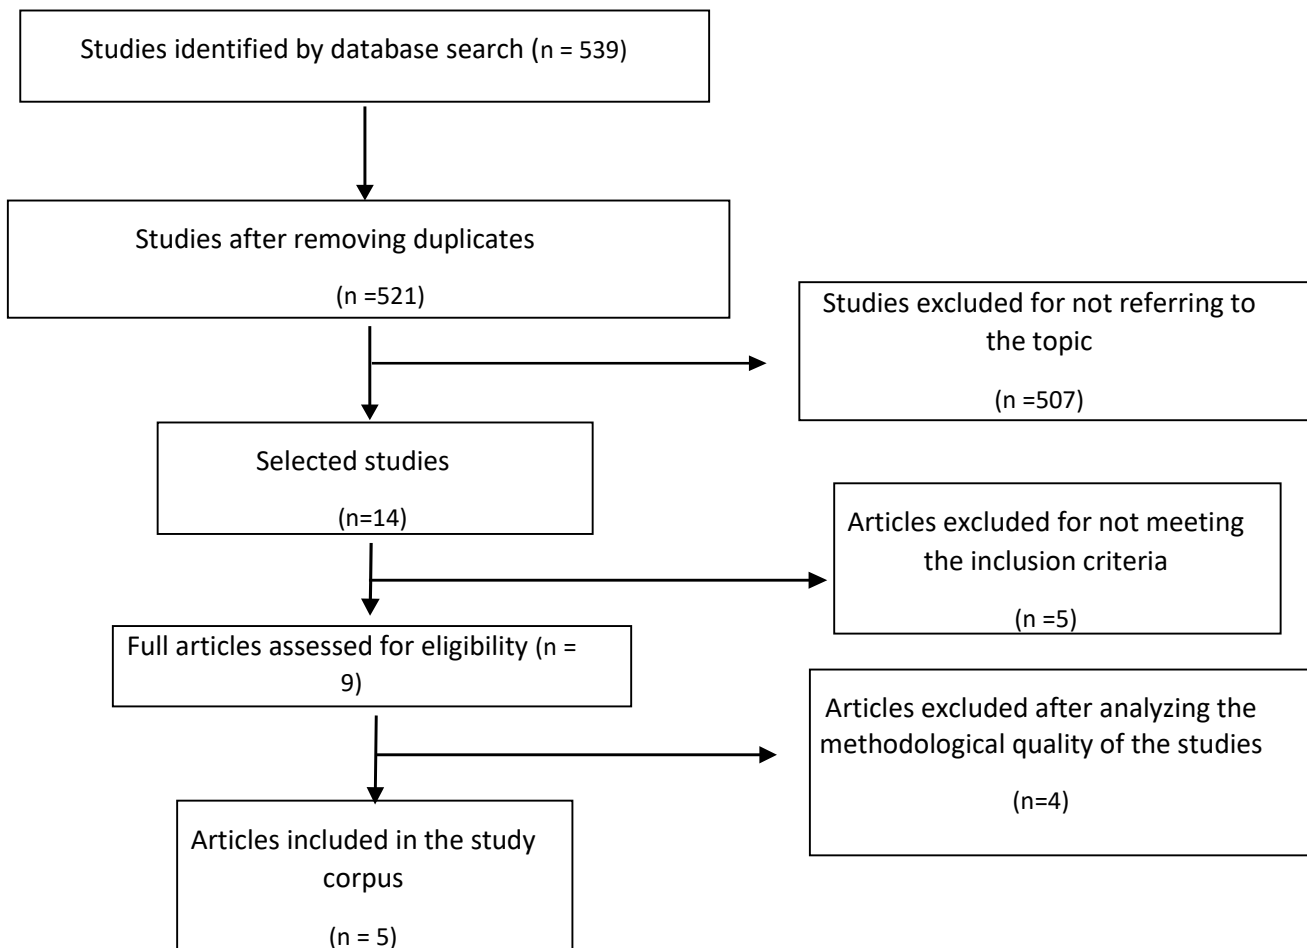 Studies identified by database search (n = 539)
Studies after removing duplicates
(n =521)
Studies excluded for not referring to
the topic
(n =507)
Selected studies
(n=14)
Articles excluded for not meeting
the inclusion criteria
(n =5)
Full articles assessed for eligibility (n =
9)
Articles excluded after analyzing the
methodological quality of the studies
(n=4)
Articles included in the study
corpus
(n = 5)